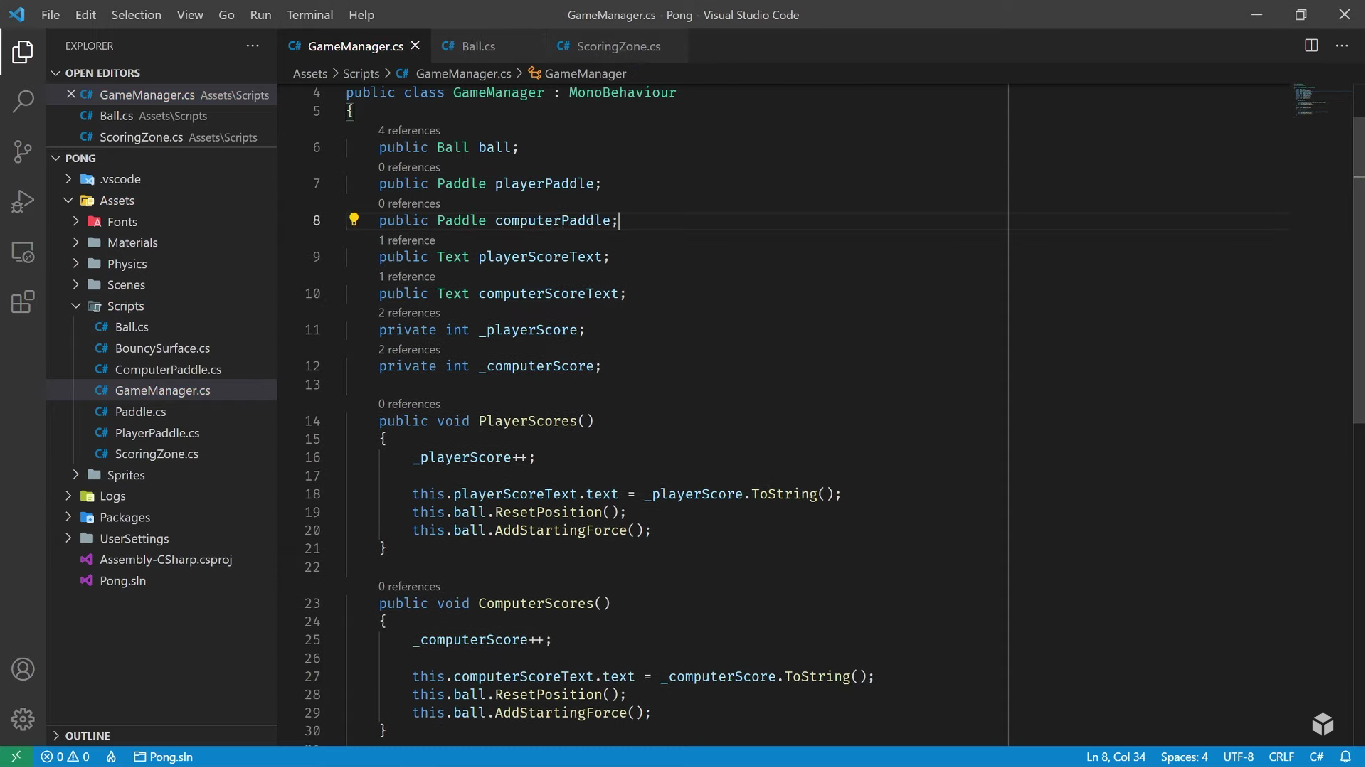 File Edit Selection View Go Run Terminal Help GameManager.cs - Pong - Visual Studio Code
EXPLORER
GameManager.cs Ball.cs ScoringZone.cs
OPEN EDITORS
Assets > Scripts > GameManager.cs > GameManager
GameManager.cs Assets\Scripts
Ball.cs Assets\Scripts
ScoringZone.cs Assets\Scripts
PONG
.vscode
Assets
Fonts
Materials
Physics
Scenes
Scripts
Ball.cs
BouncySurface.cs
ComputerPaddle.cs
GameManager.cs
Paddle.cs
PlayerPaddle.cs
ScoringZone.cs
Sprites
Logs
Packages
UserSettings
Assembly-CSharp.csproj
Pong.sln
OUTLINE
4 public class GameManager : MonoBehaviour
5 {
4 references
6 public Ball ball;
0 references
7 public Paddle playerPaddle;
0 references
8 public Paddle computerPaddle;
1 reference
9 public Text playerScoreText;
1 reference
10 public Text computerScoreText;
2 references
11 private int _playerScore;
2 references
12 private int _computerScore;
13
0 references
14 public void PlayerScores()
15 {
16 _playerScore++;
17
18 this.playerScoreText.text = _playerScore.ToString();
19 this.ball.ResetPosition();
20 this.ball.AddStartingForce();
21 }
22
0 references
23 public void ComputerScores()
24 {
25 _computerScore++;
26
27 this.computerScoreText.text = _computerScore.ToString();
28 this.ball.ResetPosition();
29 this.ball.AddStartingForce();
30 }
0 0 Pong.sln Ln 8, Col 34 Spaces: 4 UTF-8 CRLF C#